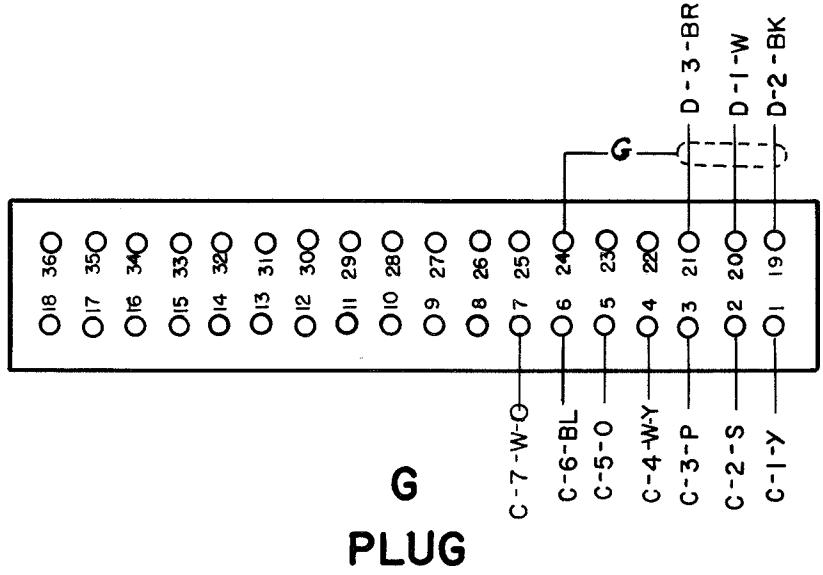 D-3-BR
D-1-W
D-2-BK
G
36 35 34 33 32 31 30 29 28 27 26 25 24 23 22 21 20 19
18 17 16 15 14 13 12 11 10 9 8 7 6 5 4 3 2 1
C-7-W-O
C-6-BL
C-5-O
C-4-W-Y
C-3-P
C-2-S
C-1-Y
G
PLUG